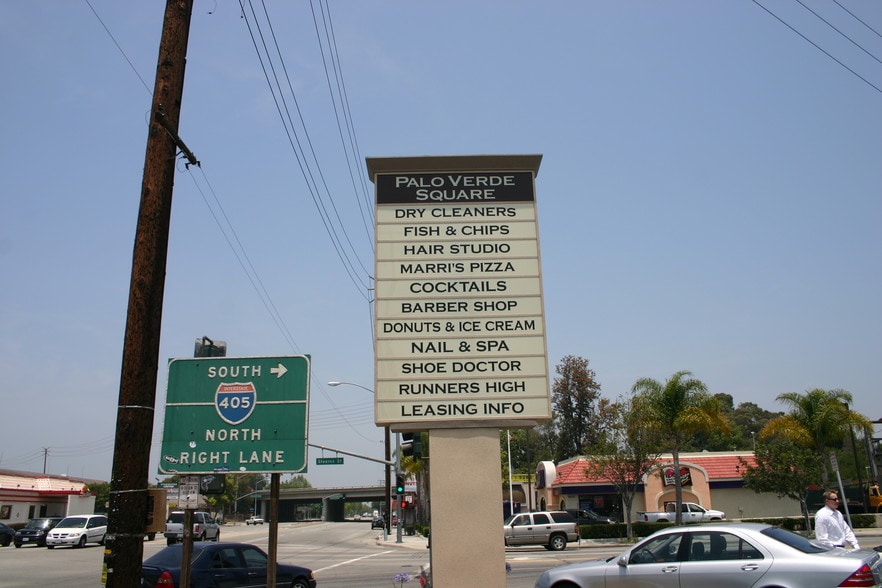 PALO VERDE
SQUARE
DRY CLEANERS
FISH & CHIPS
HAIR STUDIO
MARRI'S PIZZA
COCKTAILS
BARBER SHOP
DONUTS & ICE CREAM
NAIL & SPA
SHOE DOCTOR
RUNNERS HIGH
LEASING INFO
SOUTH →
INTERSTATE
405
NORTH
RIGHT LANE